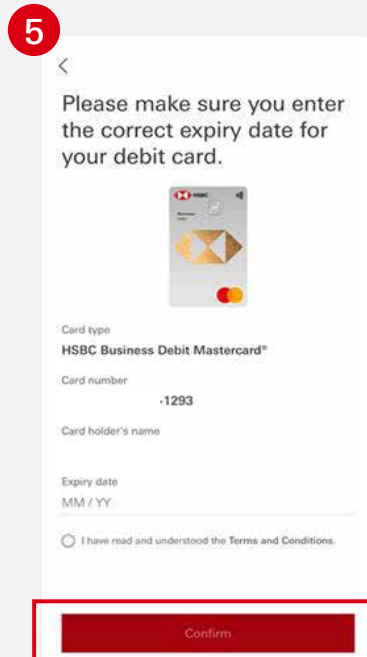 5
Please make sure you enter
the correct expiry date for
your debit card.
HSBC
Business
Card type
HSBC Business Debit Mastercard®
Card number
-1293
Card holder's name
Expiry date
MM / YY
I have read and understood the Terms and Conditions.
Confirm